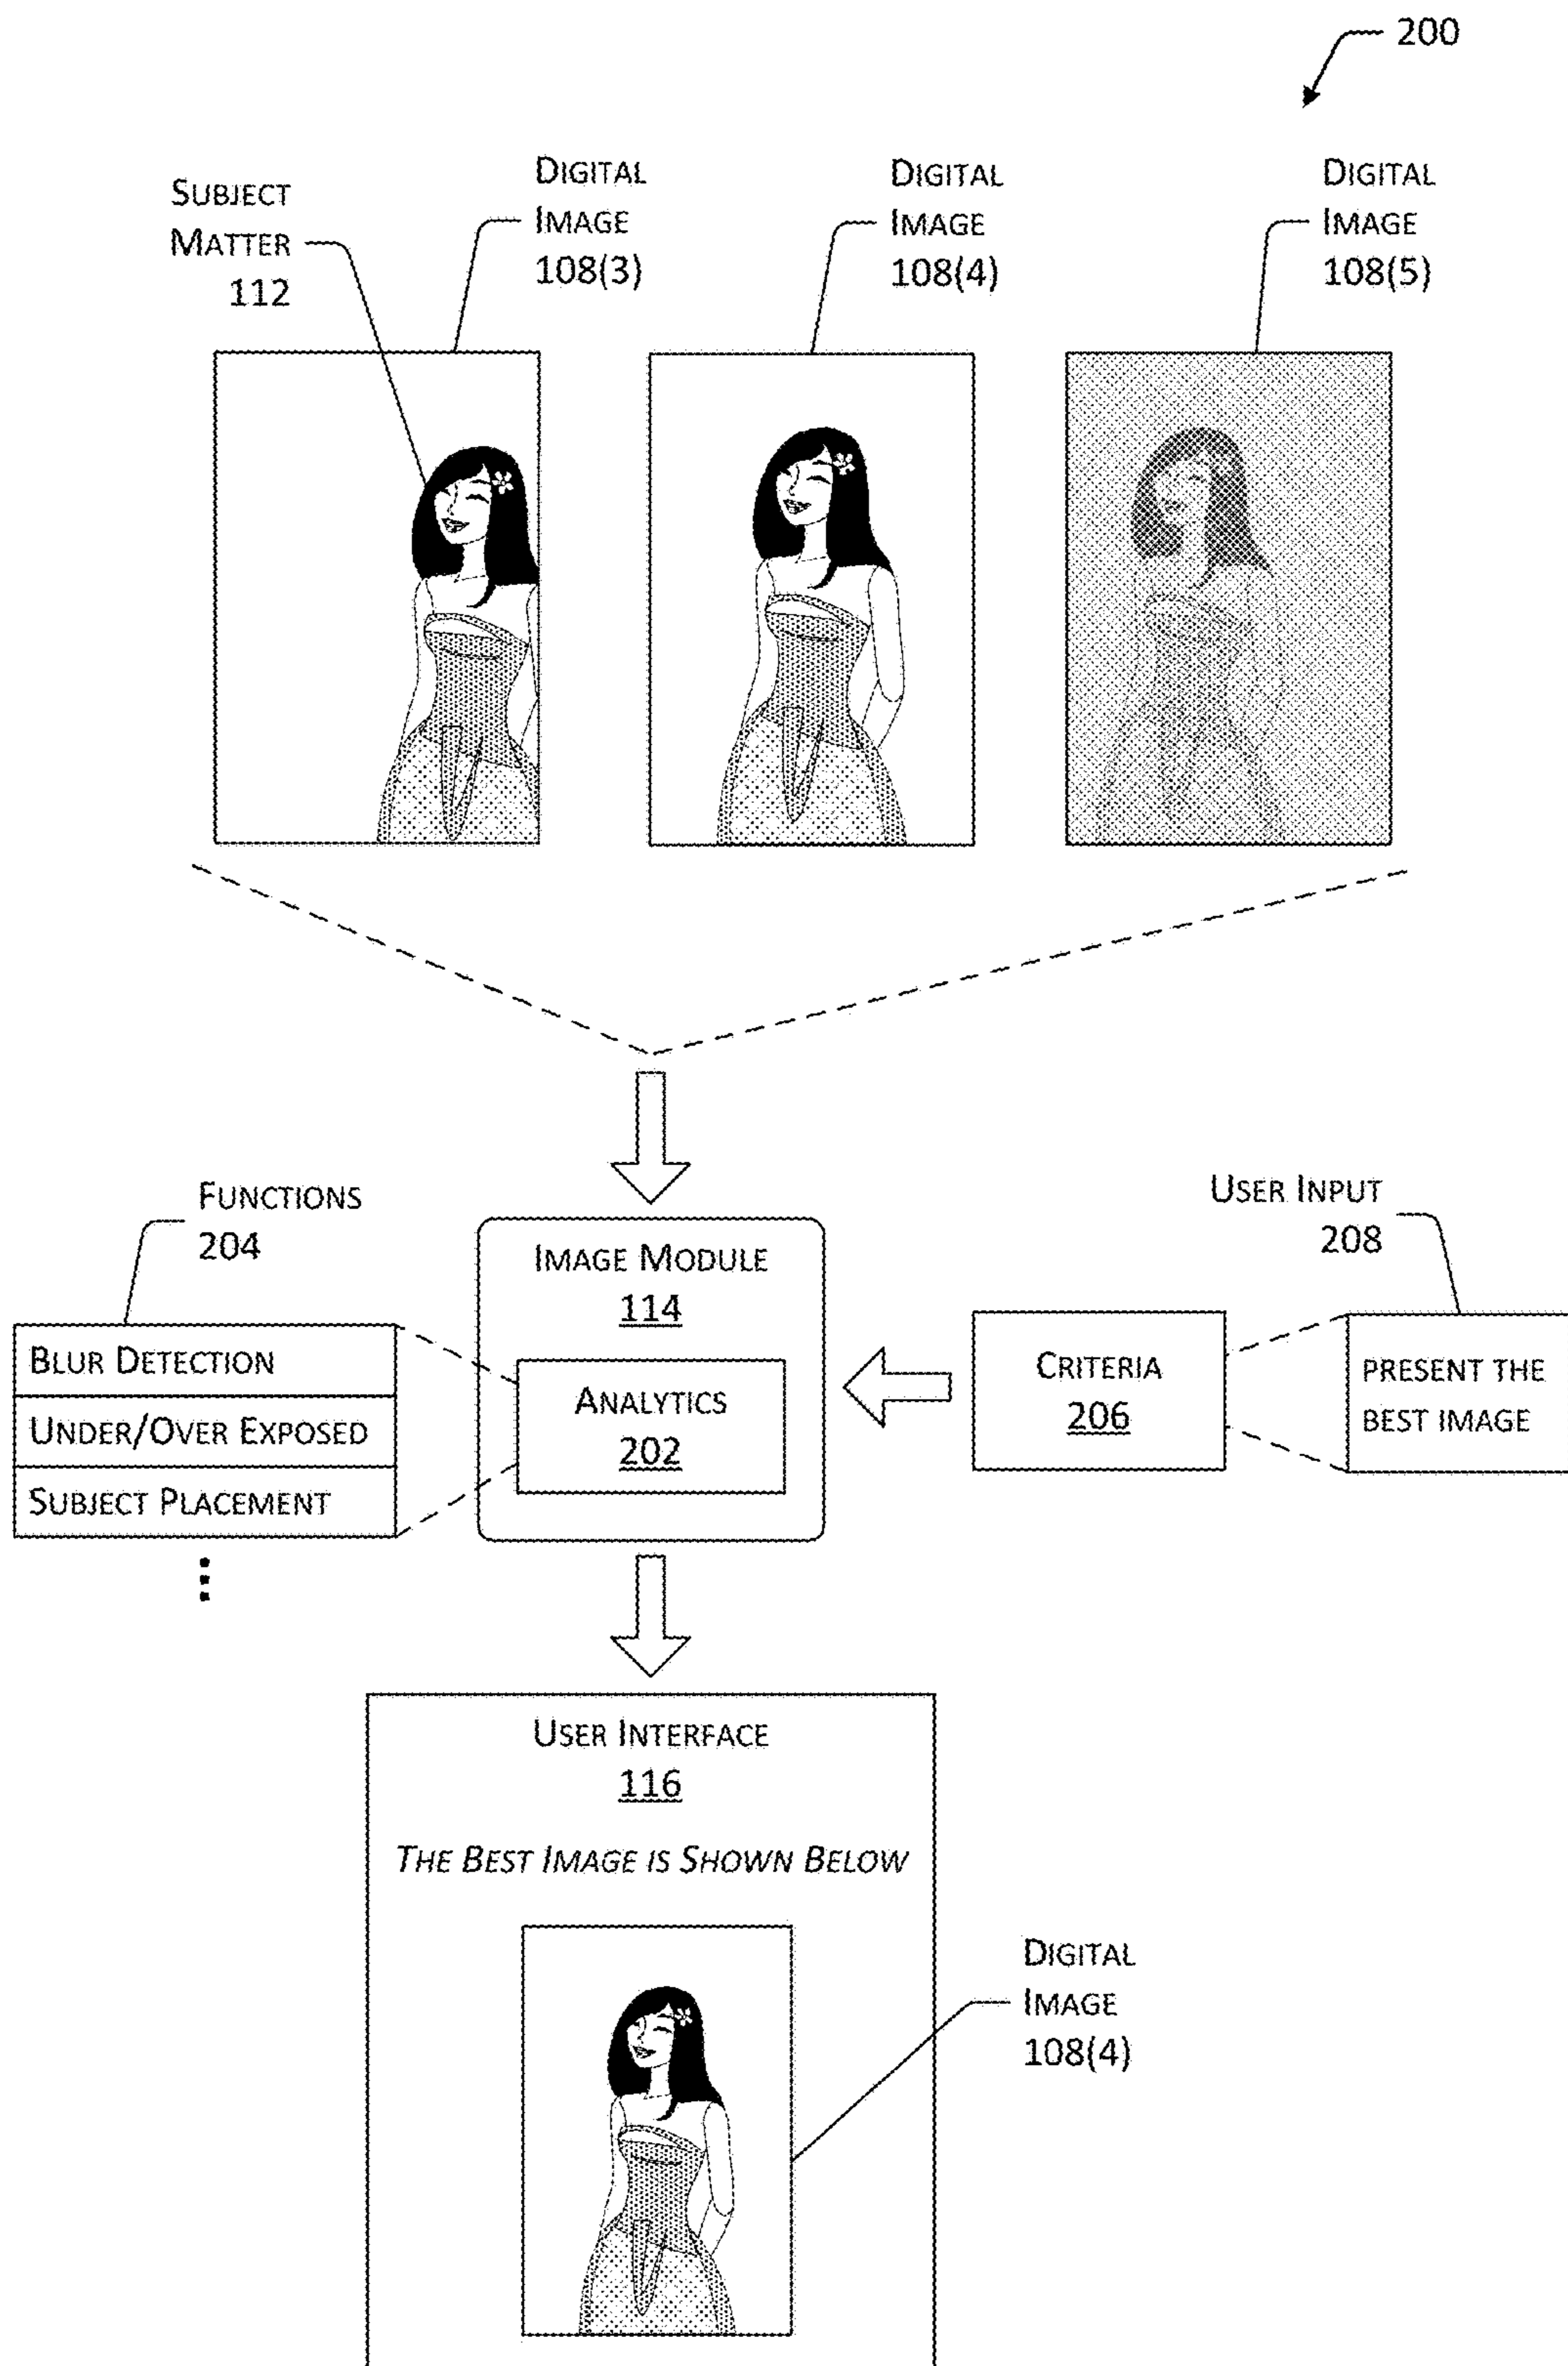 200
SUBJECT
MATTER
112
DIGITAL
IMAGE
108(3)
DIGITAL
IMAGE
108(4)
DIGITAL
IMAGE
108(5)
FUNCTIONS
204
BLUR DETECTION
UNDER/OVER EXPOSED
SUBJECT PLACEMENT
IMAGE MODULE
114
ANALYTICS
202
CRITERIA
206
USER INPUT
208
PRESENT THE
BEST IMAGE
USER INTERFACE
116
THE BEST IMAGE IS SHOWN BELOW
DIGITAL
IMAGE
108(4)